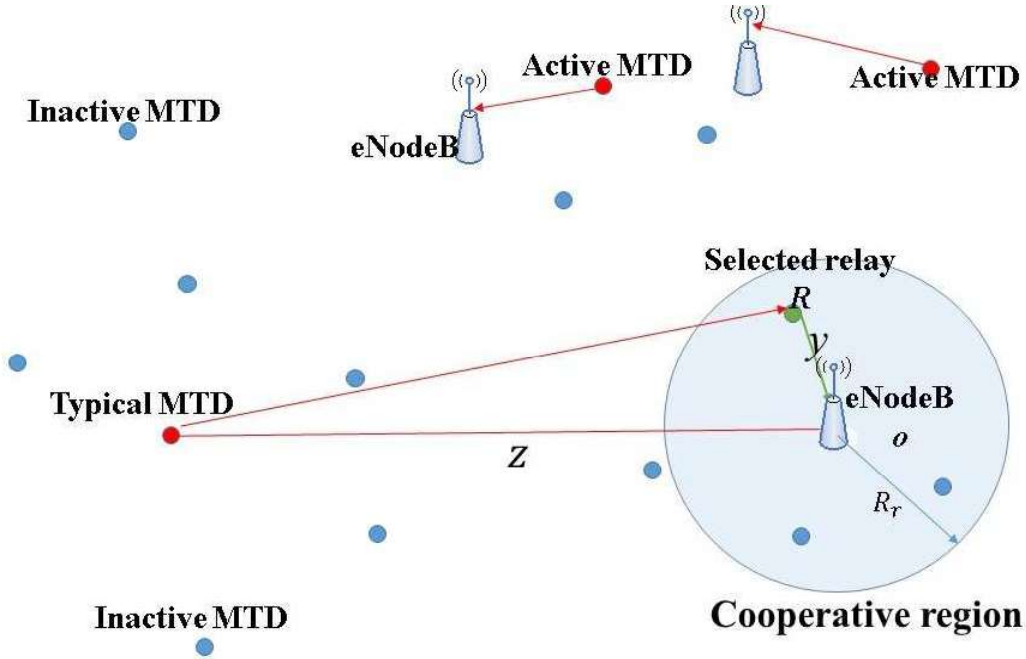 Active MTD
Active MTD
Inactive MTD
eNodeB
Selected relay
R
y
Typical MTD
eNodeB
o
z
R_r
Inactive MTD
Cooperative region